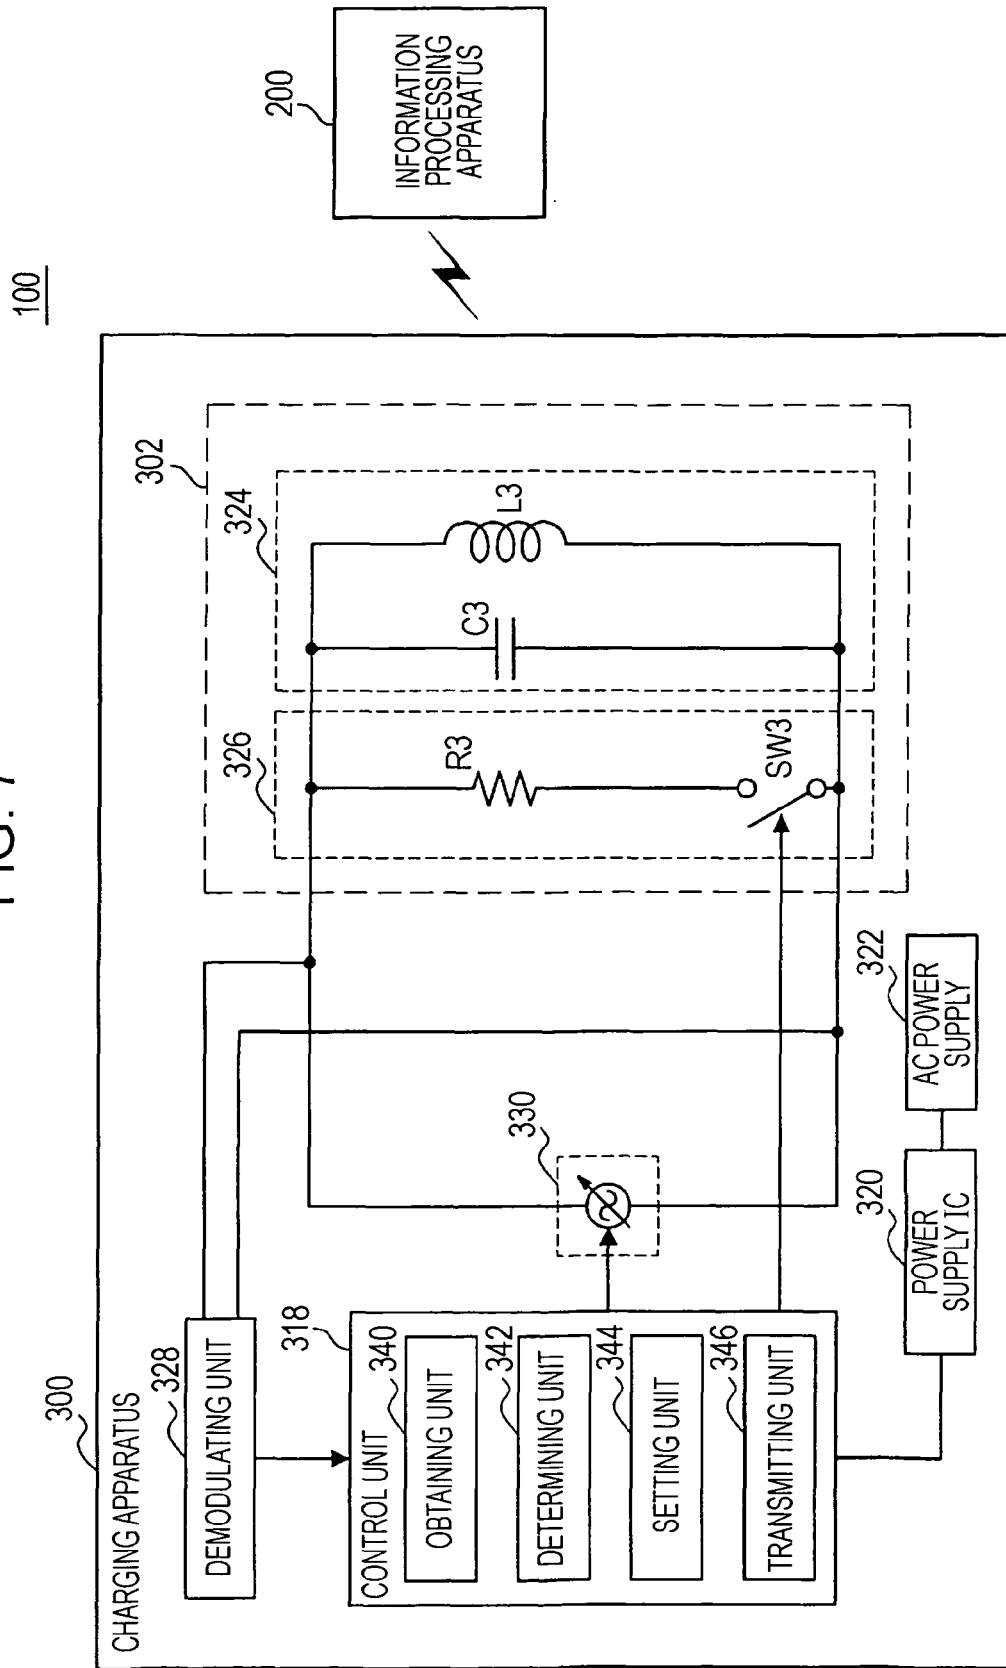 FIG. 7
100
300
CHARGING APPARATUS
328
DEMODULATING UNIT
318
CONTROL UNIT
340
OBTAINING UNIT
342
DETERMINING UNIT
344
SETTING UNIT
346
TRANSMITTING UNIT
330
320
POWER
SUPPLY IC
322
AC POWER
SUPPLY
302
326
R3
SW3
324
C3
L3
200
INFORMATION
PROCESSING
APPARATUS